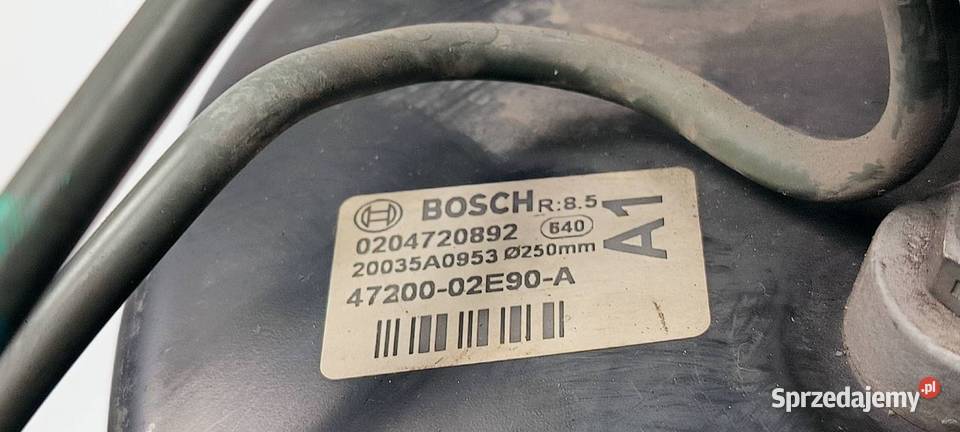 BOSCH R:8.5
0204720892 640
20035A0953 Ø250mm
47200-02E90-A
A1
Sprzedajemy.pl